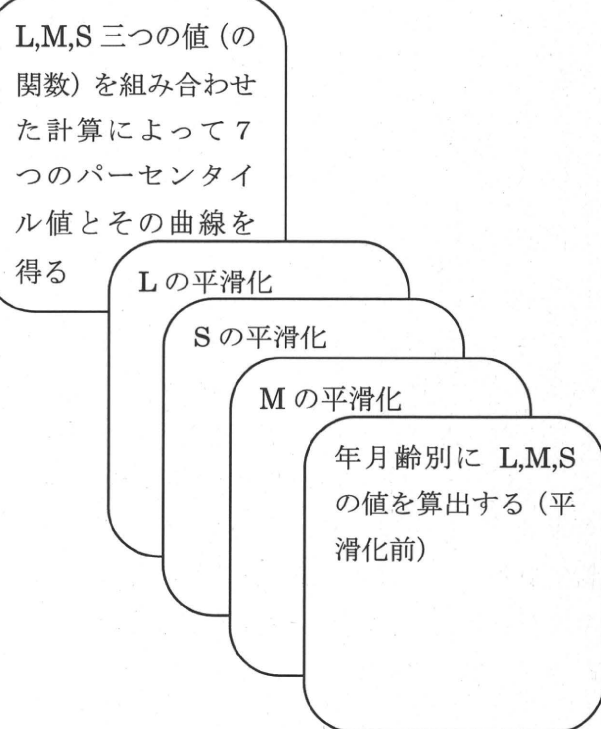 L,M,S 三つの値（の
関数）を組み合わせ
た計算によって 7
つのパーセンタイ
ル値とその曲線を
得る
L の平滑化
S の平滑化
M の平滑化
年月齢別に L,M,S
の値を算出する（平
滑化前）